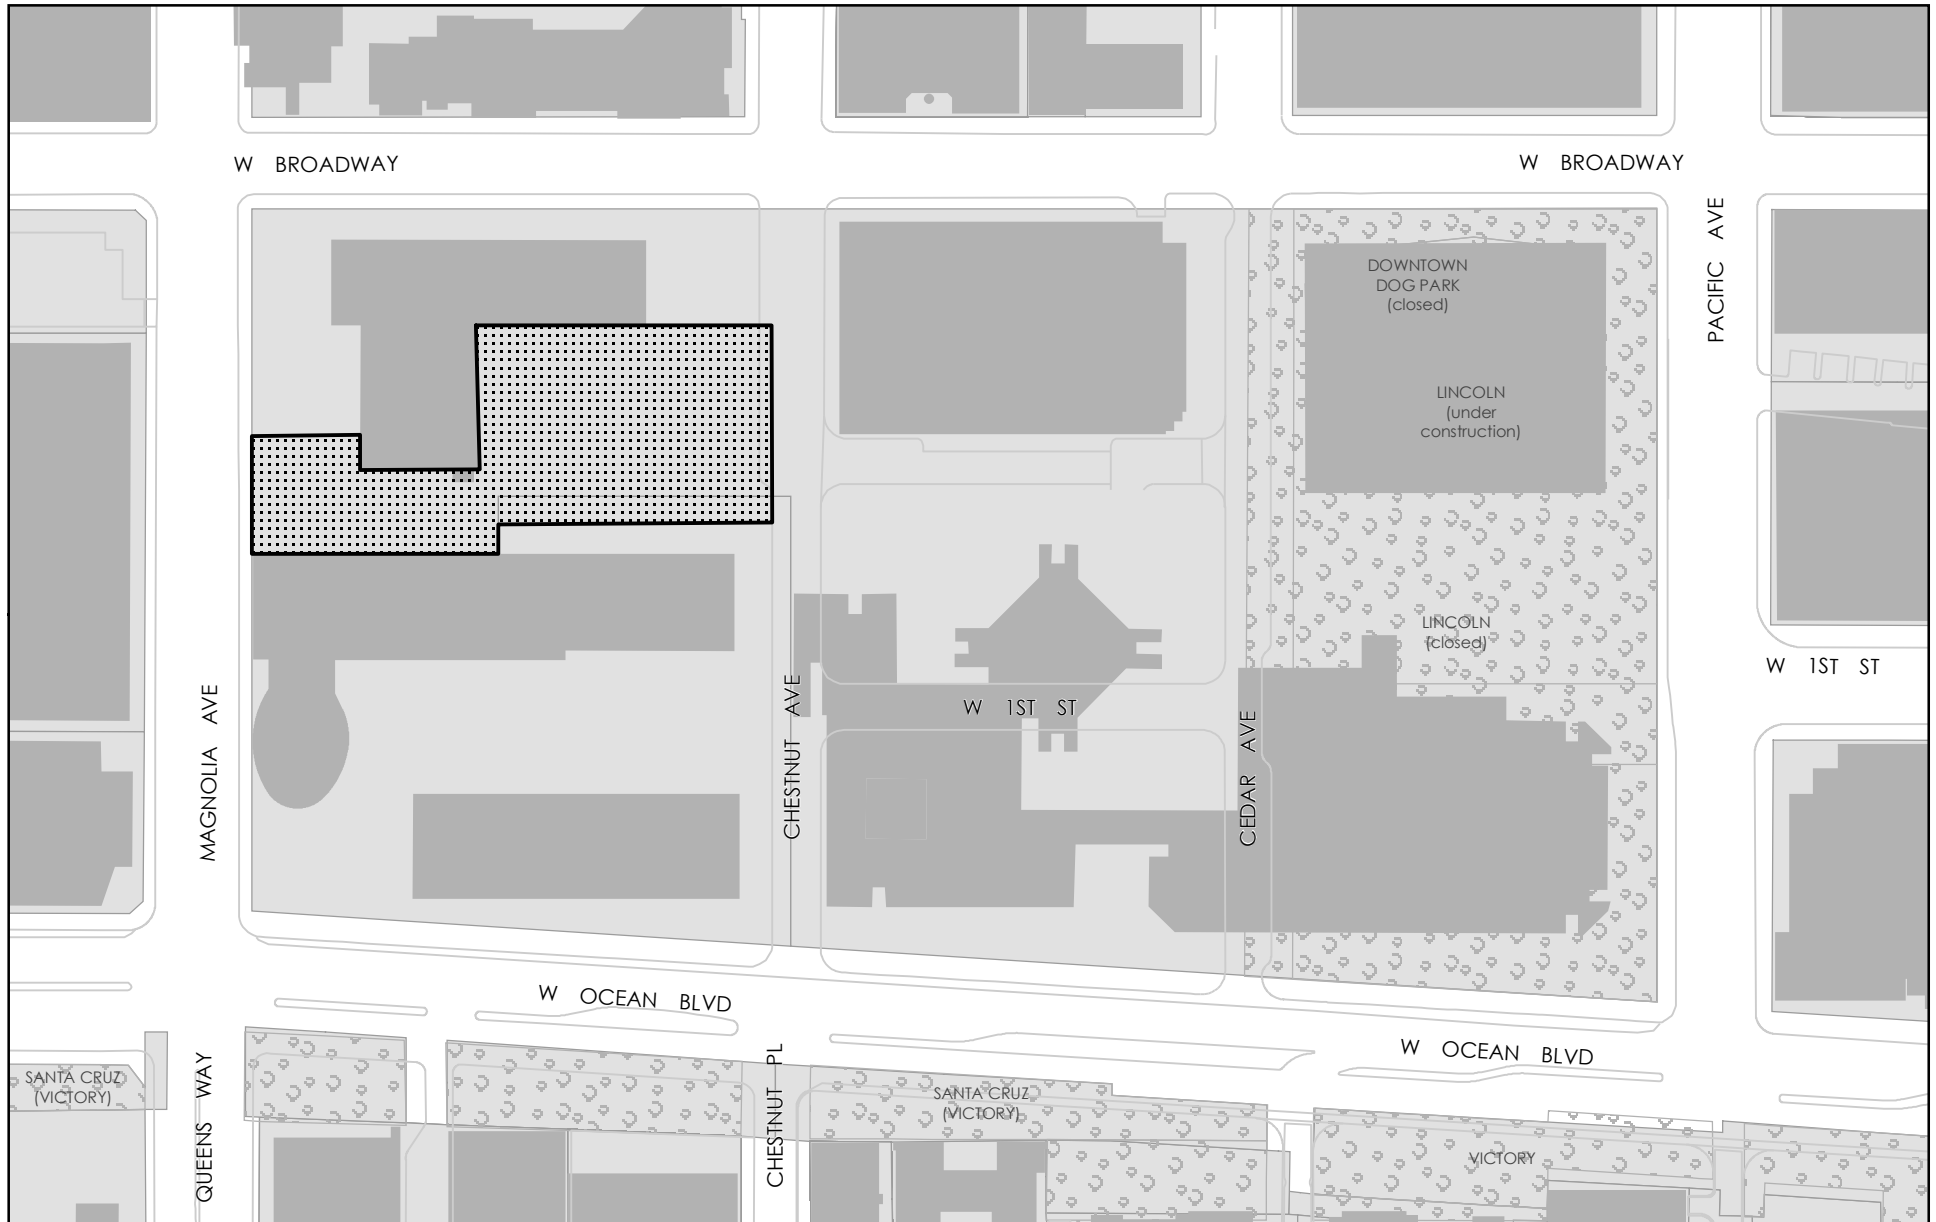 W BROADWAY
W BROADWAY
PACIFIC AVE
DOWNTOWN
DOG PARK
(closed)
LINCOLN
(under
construction)
LINCOLN
(closed)
W 1ST ST
MAGNOLIA AVE
CHESTNUT AVE
W 1ST ST
CEDAR AVE
W OCEAN BLVD
W OCEAN BLVD
SANTA CRUZ
(VICTORY)
QUEENS WAY
CHESTNUT PL
SANTA CRUZ
(VICTORY)
VICTORY